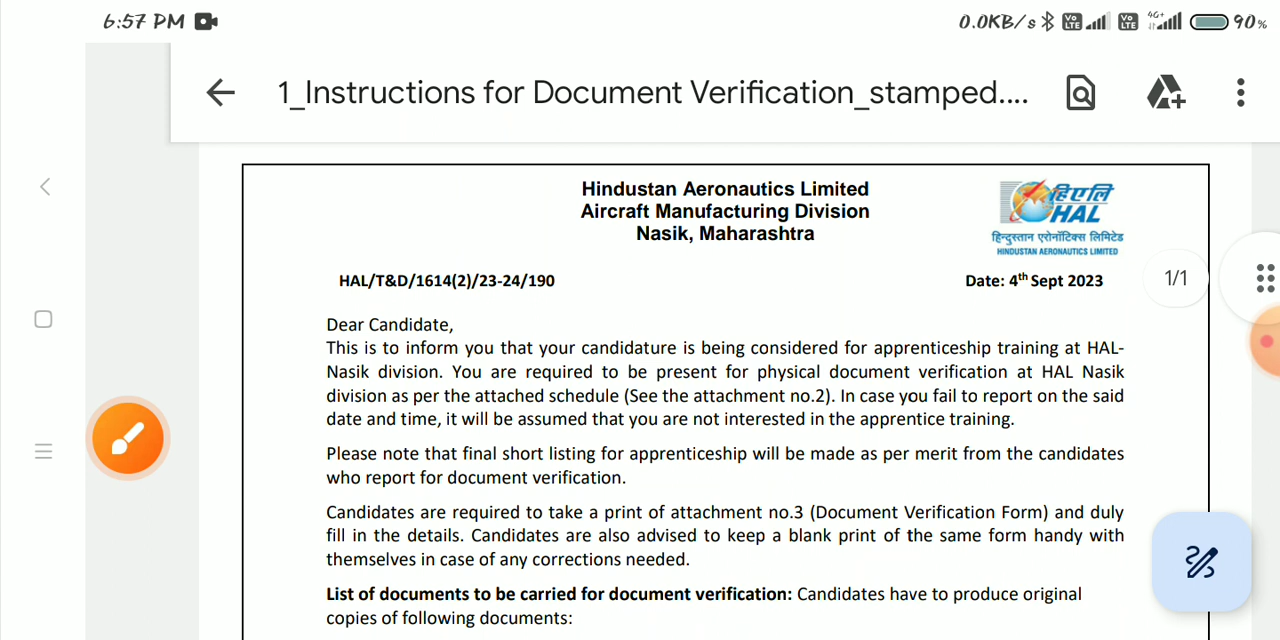 6:57 PM
0.0KB/s VoLTE VoLTE 4G+ 90%
1_Instructions for Document Verification_stamped....
Hindustan Aeronautics Limited
Aircraft Manufacturing Division
Nasik, Maharashtra
हिएलि
HAL
हिन्दुस्तान एरोनॉटिक्स लिमिटेड
HINDUSTAN AERONAUTICS LIMITED
HAL/T&D/1614(2)/23-24/190
Date: 4th Sept 2023
1/1
Dear Candidate,
This is to inform you that your candidature is being considered for apprenticeship training at HAL-
Nasik division. You are required to be present for physical document verification at HAL Nasik
division as per the attached schedule (See the attachment no.2). In case you fail to report on the said
date and time, it will be assumed that you are not interested in the apprentice training.
Please note that final short listing for apprenticeship will be made as per merit from the candidates
who report for document verification.
Candidates are required to take a print of attachment no.3 (Document Verification Form) and duly
fill in the details. Candidates are also advised to keep a blank print of the same form handy with
themselves in case of any corrections needed.
List of documents to be carried for document verification: Candidates have to produce original
copies of following documents: